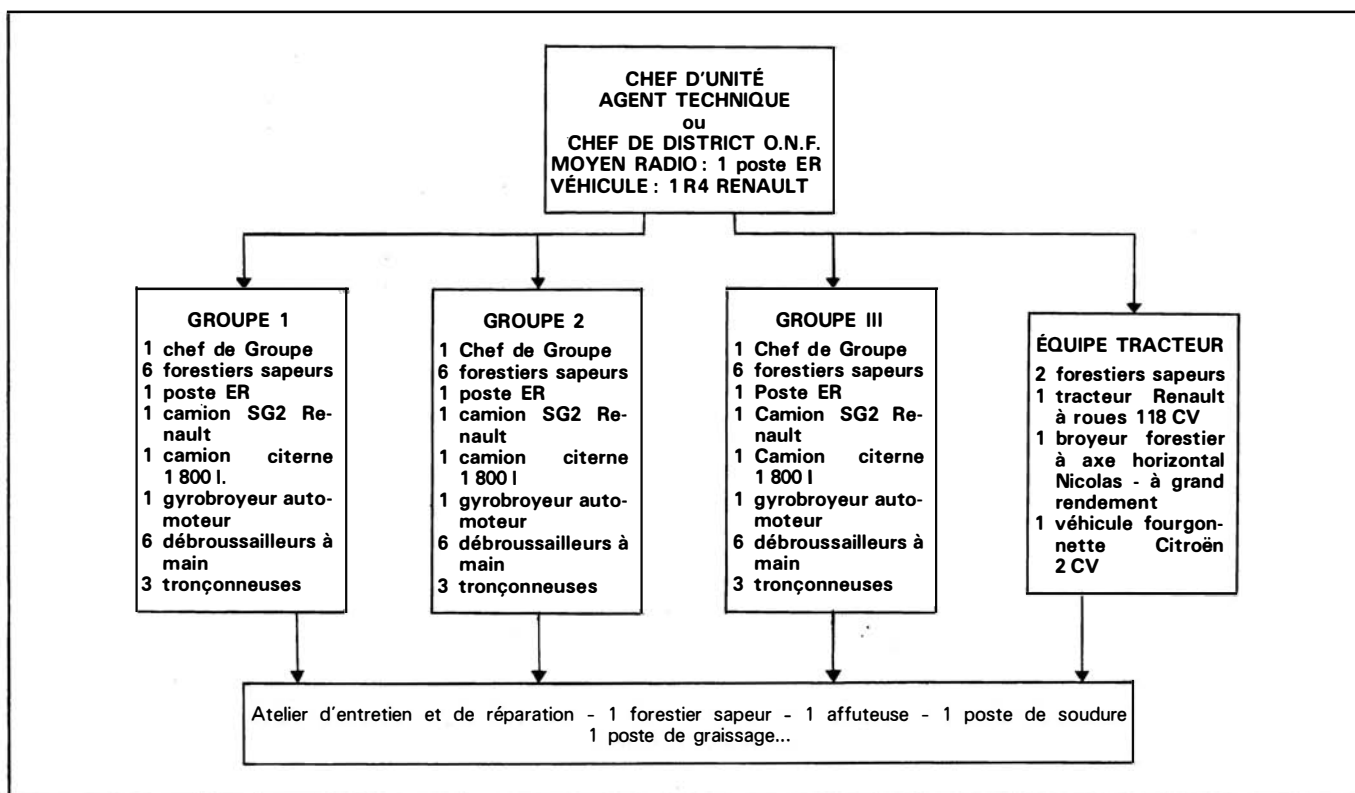 CHEF D'UNITÉ
AGENT TECHNIQUE
ou
CHEF DE DISTRICT O.N.F.
MOYEN RADIO : 1 poste ER
VÉHICULE : 1 R4 RENAULT
GROUPE 1
1 chef de Groupe
6 forestiers sapeurs
1 poste ER
1 camion SG2 Re-
nault
1 camion citerne
1 800 l.
1 gyrobroyeur auto-
moteur
6 débroussailleurs à
main
3 tronçonneuses
GROUPE 2
1 Chef de Groupe
6 forestiers sapeurs
1 poste ER
1 camion SG2 Re-
nault
1 camion citerne
1 800 l
1 gyrobroyeur auto-
moteur
6 débroussailleurs à
main
3 tronçonneuses
GROUPE III
1 Chef de Groupe
6 forestiers sapeurs
1 Poste ER
1 Camion SG2 Re-
nault
1 Camion citerne
1 800 l
1 gyrobroyeur auto-
moteur
6 débroussailleurs à
main
3 tronçonneuses
ÉQUIPE TRACTEUR
2 forestiers sapeurs
1 tracteur Renault
à roues 118 CV
1 broyeur forestier
à axe horizontal
Nicolas - à grand
rendement
1 véhicule fourgon-
nette Citroën
2 CV
Atelier d'entretien et de réparation - 1 forestier sapeur - 1 affuteuse - 1 poste de soudure
1 poste de graissage...